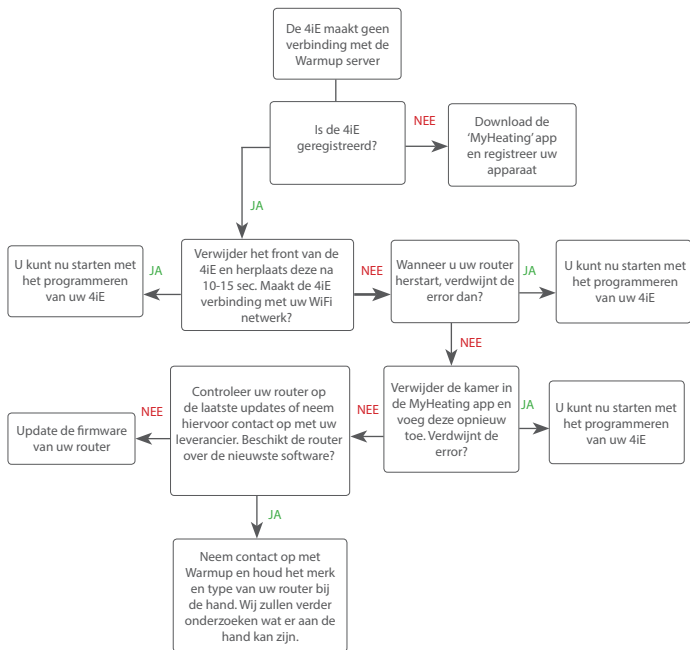 De 4iE maakt geen
verbinding met de
Warmup server
Is de 4iE
geregistreerd?
NEE
Download de
‘MyHeating’ app
en registreer uw
apparaat
JA
U kunt nu starten met
het programmeren
van uw 4iE
JA
Verwijder het front van de
4iE en herplaats deze na
10-15 sec. Maakt de 4iE
verbinding met uw WiFi
netwerk?
NEE
Wanneer u uw router
herstart, verdwijnt de
error dan?
JA
U kunt nu starten met
het programmeren
van uw 4iE
NEE
Verwijder de kamer in
de MyHeating app en
voeg deze opnieuw
toe. Verdwijnt de
error?
JA
U kunt nu starten met
het programmeren
van uw 4iE
NEE
Controleer uw router op
de laatste updates of neem
hiervoor contact op met uw
leverancier. Beschikt de router
over de nieuwste software?
NEE
Update de firmware
van uw router
JA
Neem contact op met
Warmup en houd het merk
en type van uw router bij
de hand. Wij zullen verder
onderzoeken wat er aan de
hand kan zijn.